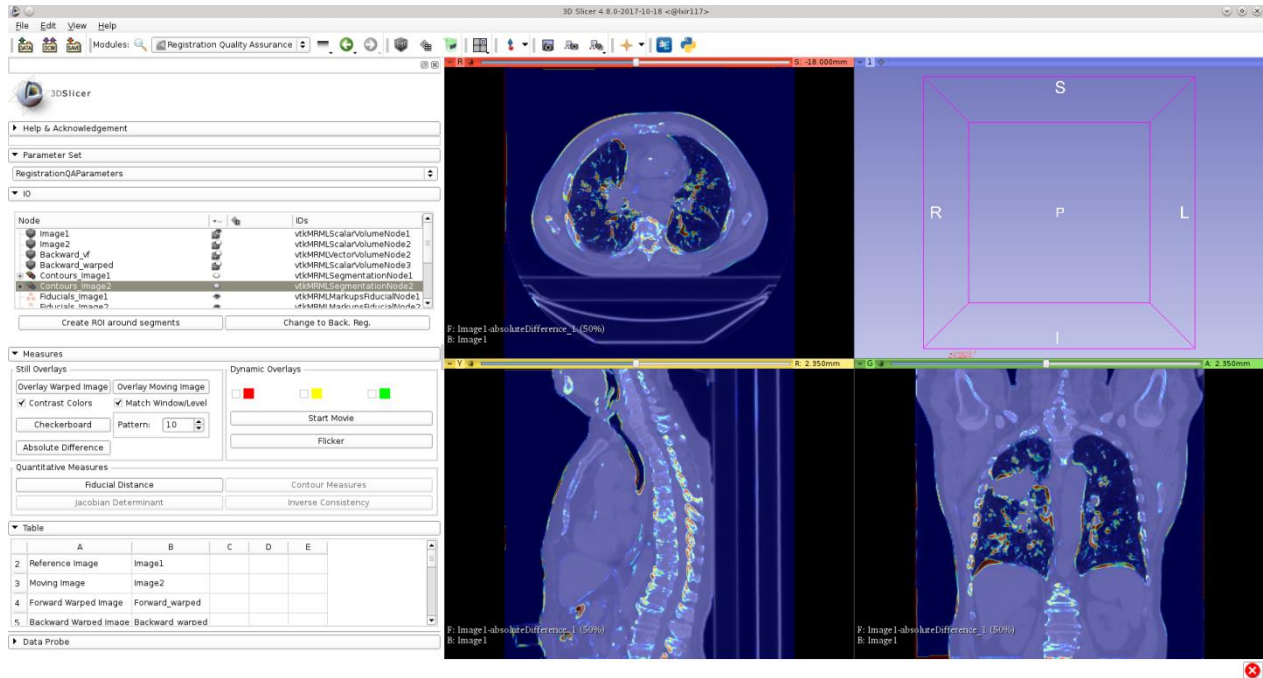 3D Slicer 4.8.0-2017-10-18 <@lxir117>
File Edit View Help
DATA DCM SAVE Modules: Registration Quality Assurance
3DSlicer
Help & Acknowledgement
Parameter Set
RegistrationQAParameters
IO
Node IDs
Image1 vtkMRMLScalarVolumeNode1
Image2 vtkMRMLScalarVolumeNode2
Backward_vf vtkMRMLVectorVolumeNode2
Backward_warped vtkMRMLScalarVolumeNode3
Contours_Image1 vtkMRMLSegmentationNode1
Contours_Image2 vtkMRMLSegmentationNode2
Fiducials_Image1 vtkMRMLMarkupsFiducialNode1
Fiducials_Image2 vtkMRMLMarkupsFiducialNode2
Create ROI around segments Change to Back. Reg.
Measures
Still Overlays Dynamic Overlays
Overlay Warped Image Overlay Moving Image
Contrast Colors Match Window/Level
Checkerboard Pattern: 10
Start Movie
Flicker
Absolute Difference
Quantitative Measures
Fiducial Distance Contour Measures
Jacobian Determinant Inverse Consistency
Table
A B C D E
2 Reference Image Image1
3 Moving Image Image2
4 Forward Warped Image Forward_warped
5 Backward Warped Image Backward_warped
Data Probe
R S: -18.000mm
F: Image1-absoluteDifference_1 (50%)
B: Image1
1
S
R P L
I
Y R: 2.350mm
F: Image1-absoluteDifference_1 (50%)
B: Image1
G A: 2.350mm
F: Image1-absoluteDifference_1 (50%)
B: Image1